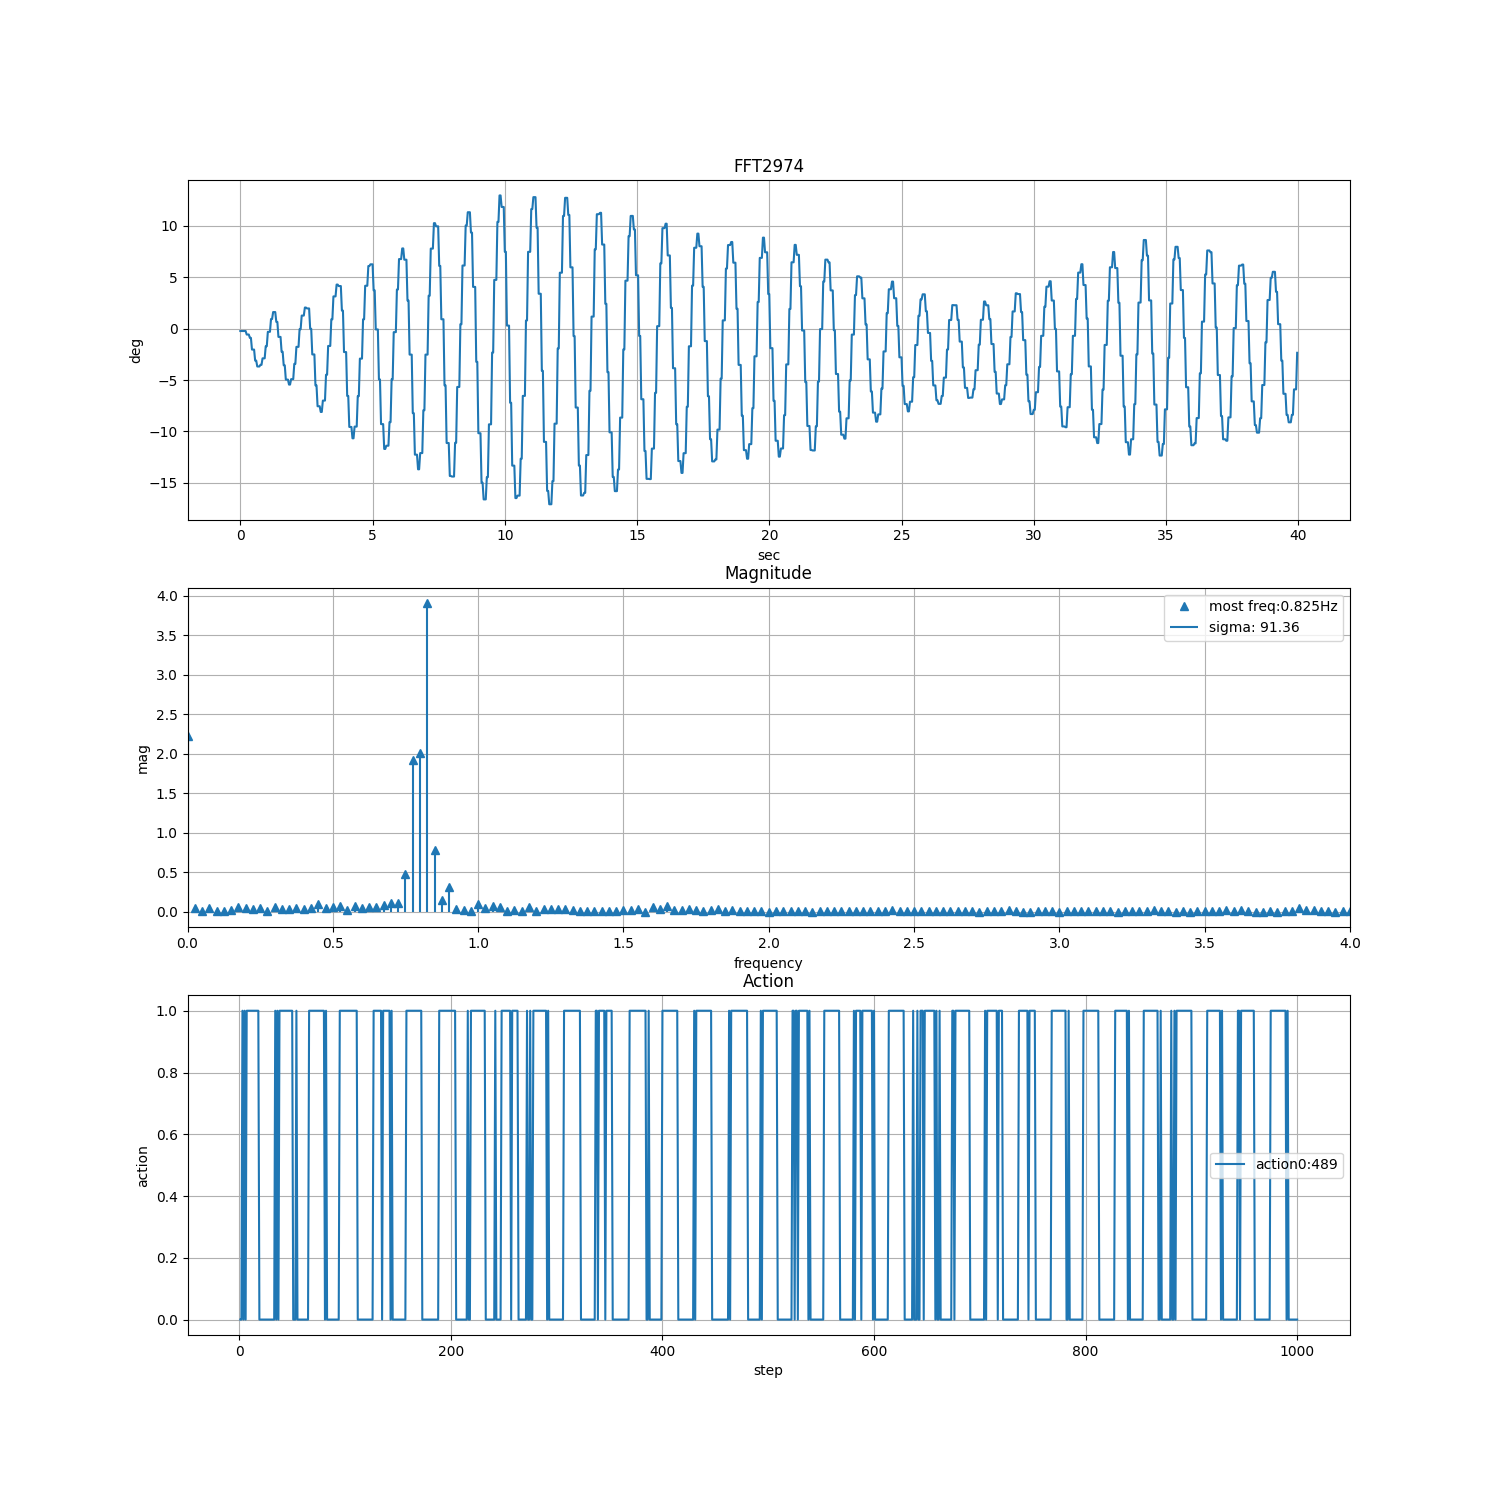 FFT2974
10
5
0
−5
−10
−15
deg
0 5 10 15 20 25 30 35 40
sec
Magnitude
4.0
3.5
3.0
2.5
2.0
1.5
1.0
0.5
0.0
mag
most freq:0.825Hz
sigma: 91.36
0.0 0.5 1.0 1.5 2.0 2.5 3.0 3.5 4.0
frequency
Action
1.0
0.8
0.6
0.4
0.2
0.0
action
action0:489
0 200 400 600 800 1000
step